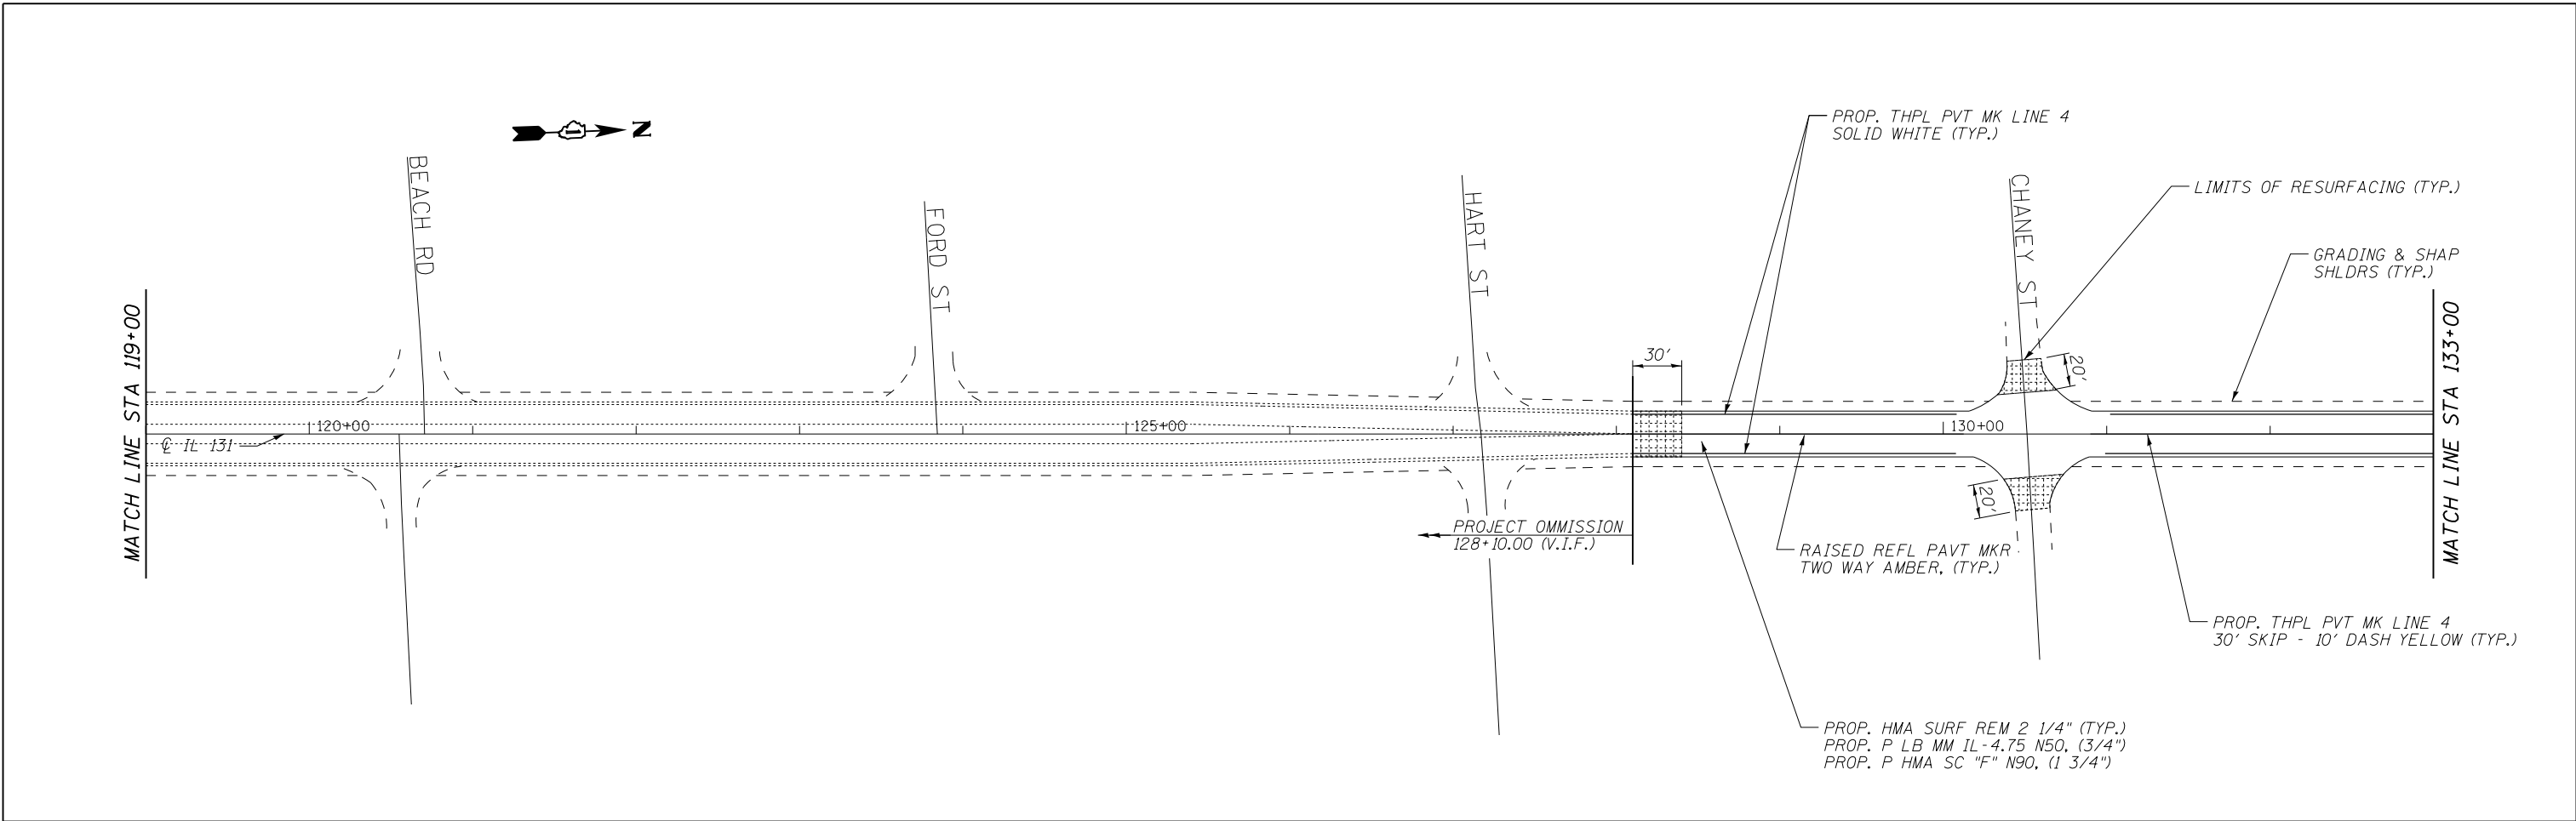 N
PROP. THPL PVT MK LINE 4
SOLID WHITE (TYP.)
LIMITS OF RESURFACING (TYP.)
GRADING & SHAP
SHLDRS (TYP.)
BEACH RD
FORD ST
HART ST
CHANEY ST
MATCH LINE STA 119+00
MATCH LINE STA 133+00
30'
20'
℄ IL 131
120+00
125+00
130+00
20'
PROJECT OMMISSION
128+10.00 (V.I.F.)
RAISED REFL PAVT MKR
TWO WAY AMBER, (TYP.)
PROP. THPL PVT MK LINE 4
30' SKIP - 10' DASH YELLOW (TYP.)
PROP. HMA SURF REM 2 1/4" (TYP.)
PROP. P LB MM IL-4.75 N50, (3/4")
PROP. P HMA SC "F" N90, (1 3/4")